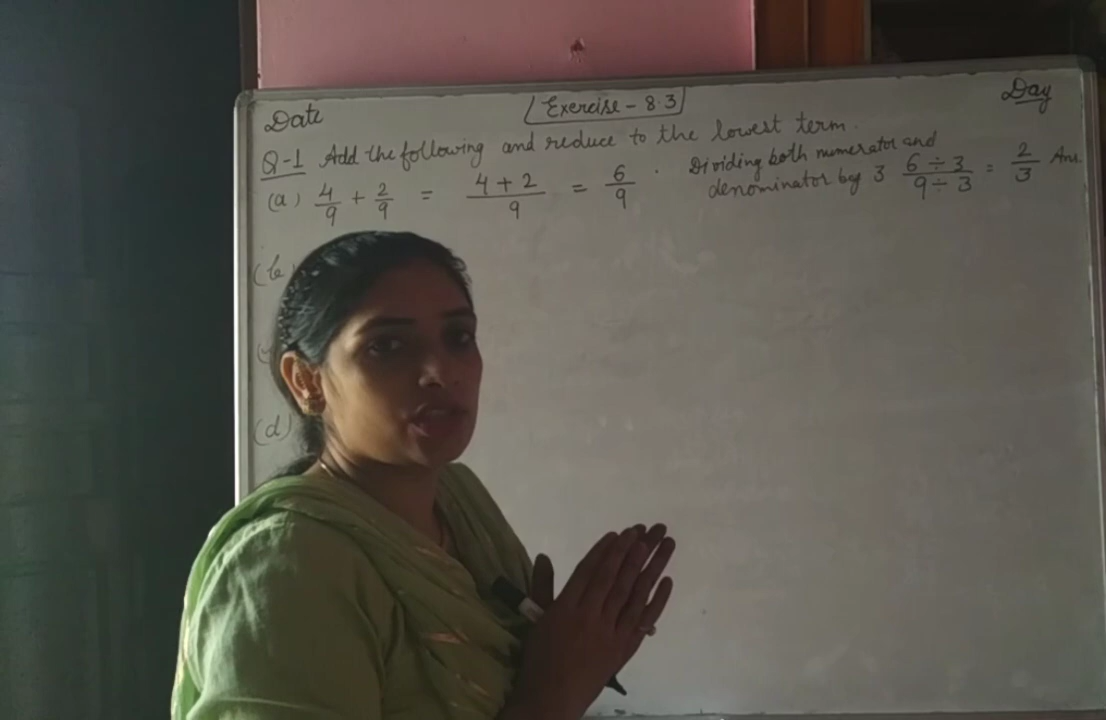 Date Exercise - 8.3 Day
Q-1 Add the following and reduce to the lowest term.
(a) 4/9 + 2/9 = 4+2/9 = 6/9 . Dividing both numerator and
denominator by 3 6÷3/9÷3 = 2/3 Ans.
(d)